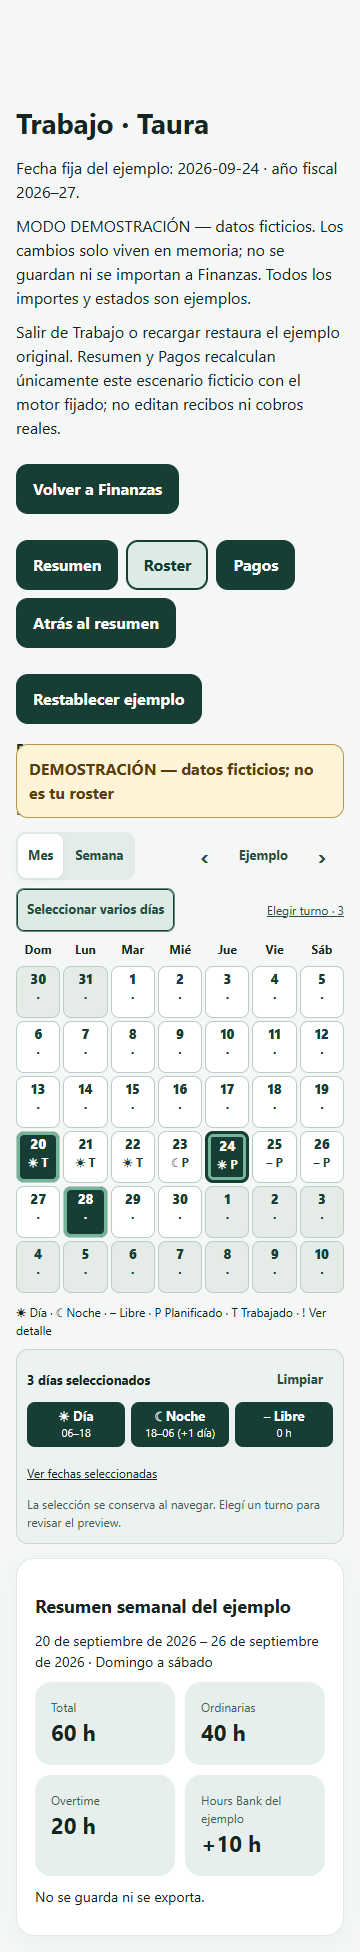 Trabajo · Taura
Fecha fija del ejemplo: 2026-09-24 · año fiscal
2026–27.
MODO DEMOSTRACIÓN — datos ficticios. Los
cambios solo viven en memoria; no se
guardan ni se importan a Finanzas. Todos los
importes y estados son ejemplos.
Salir de Trabajo o recargar restaura el ejemplo
original. Resumen y Pagos recalculan
únicamente este escenario ficticio con el
motor fijado; no editan recibos ni cobros
reales.
Volver a Finanzas
Resumen Roster Pagos
Atrás al resumen
Restablecer ejemplo
DEMOSTRACIÓN — datos ficticios; no
es tu roster
Mes Semana ‹ Ejemplo ›
Seleccionar varios días Elegir turno · 3
Dom Lun Mar Mié Jue Vie Sáb
30 31 1 2 3 4 5
· · · · · · ·
6 7 8 9 10 11 12
· · · · · · ·
13 14 15 16 17 18 19
· · · · · · ·
20 21 22 23 24 25 26
☀ T ☀ T ☀ T ☾ P ☀ P – P – P
27 28 29 30 1 2 3
· · · · · · ·
4 5 6 7 8 9 10
· · · · · · ·
☀ Día · ☾ Noche · – Libre · P Planificado · T Trabajado · ! Ver
detalle
3 días seleccionados Limpiar
☀ Día ☾ Noche – Libre
06–18 18–06 (+1 día) 0 h
Ver fechas seleccionadas
La selección se conserva al navegar. Elegí un turno para
revisar el preview.
Resumen semanal del ejemplo
20 de septiembre de 2026 – 26 de septiembre
de 2026 · Domingo a sábado
Total Ordinarias
60 h 40 h
Overtime Hours Bank del
ejemplo
20 h +10 h
No se guarda ni se exporta.